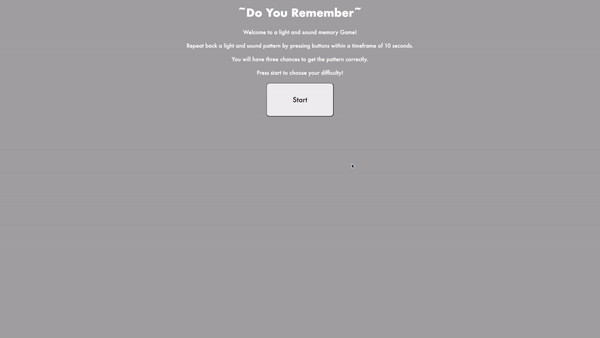 ~Do You Remember~
Welcome to a light and sound memory Game!
Repeat back a light and sound pattern by pressing buttons within a timeframe of 10 seconds.
You will have three chances to get the pattern correctly.
Press start to choose your difficulty!
Start